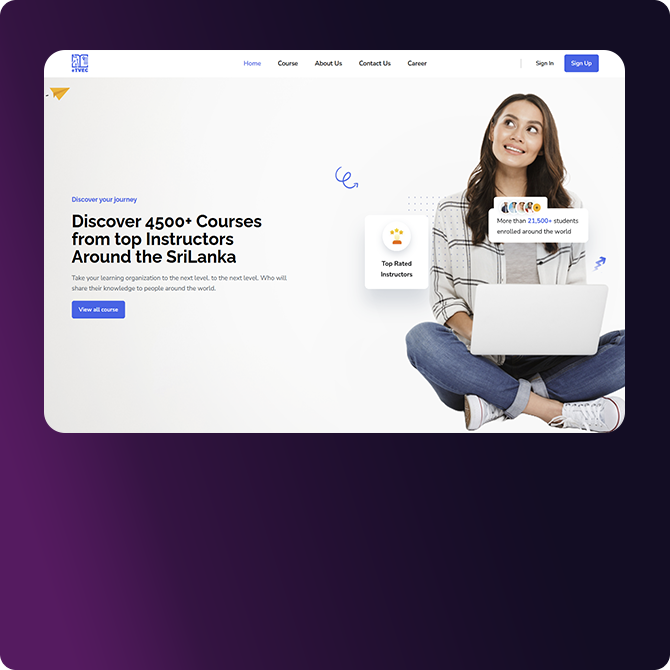 eTVEC
Home Course About Us Contact Us Career Sign In Sign Up
Discover your journey
Discover 4500+ Courses
from top Instructors
Around the SriLanka
Take your learning organization to the next level, to the next level. Who will
share their knowledge to people around the world.
View all course
Top Rated
Instructors
More than 21,500+ students
enrolled around the world